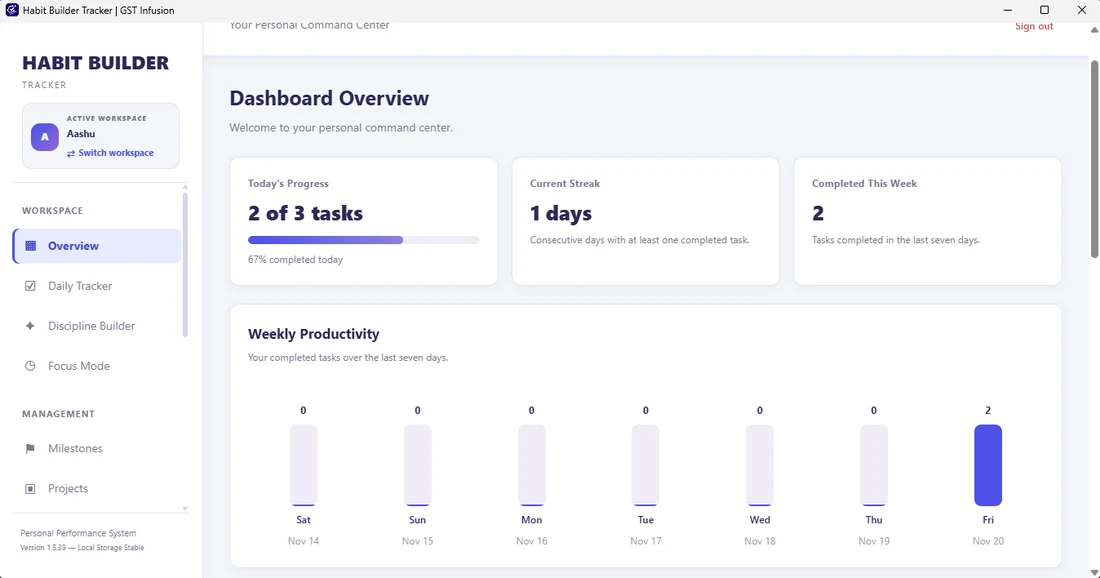 Habit Builder Tracker | GST Infusion
HABIT BUILDER
TRACKER
A
ACTIVE WORKSPACE
Aashu
⇄ Switch workspace
WORKSPACE
Overview
Daily Tracker
Discipline Builder
Focus Mode
MANAGEMENT
Milestones
Projects
Personal Performance System
Version 1.5.39 — Local Storage Stable
Your Personal Command Center
Sign out
Dashboard Overview
Welcome to your personal command center.
Today's Progress
2 of 3 tasks
67% completed today
Current Streak
1 days
Consecutive days with at least one completed task.
Completed This Week
2
Tasks completed in the last seven days.
Weekly Productivity
Your completed tasks over the last seven days.
0 0 0 0 0 0 2
Sat Sun Mon Tue Wed Thu Fri
Nov 14 Nov 15 Nov 16 Nov 17 Nov 18 Nov 19 Nov 20